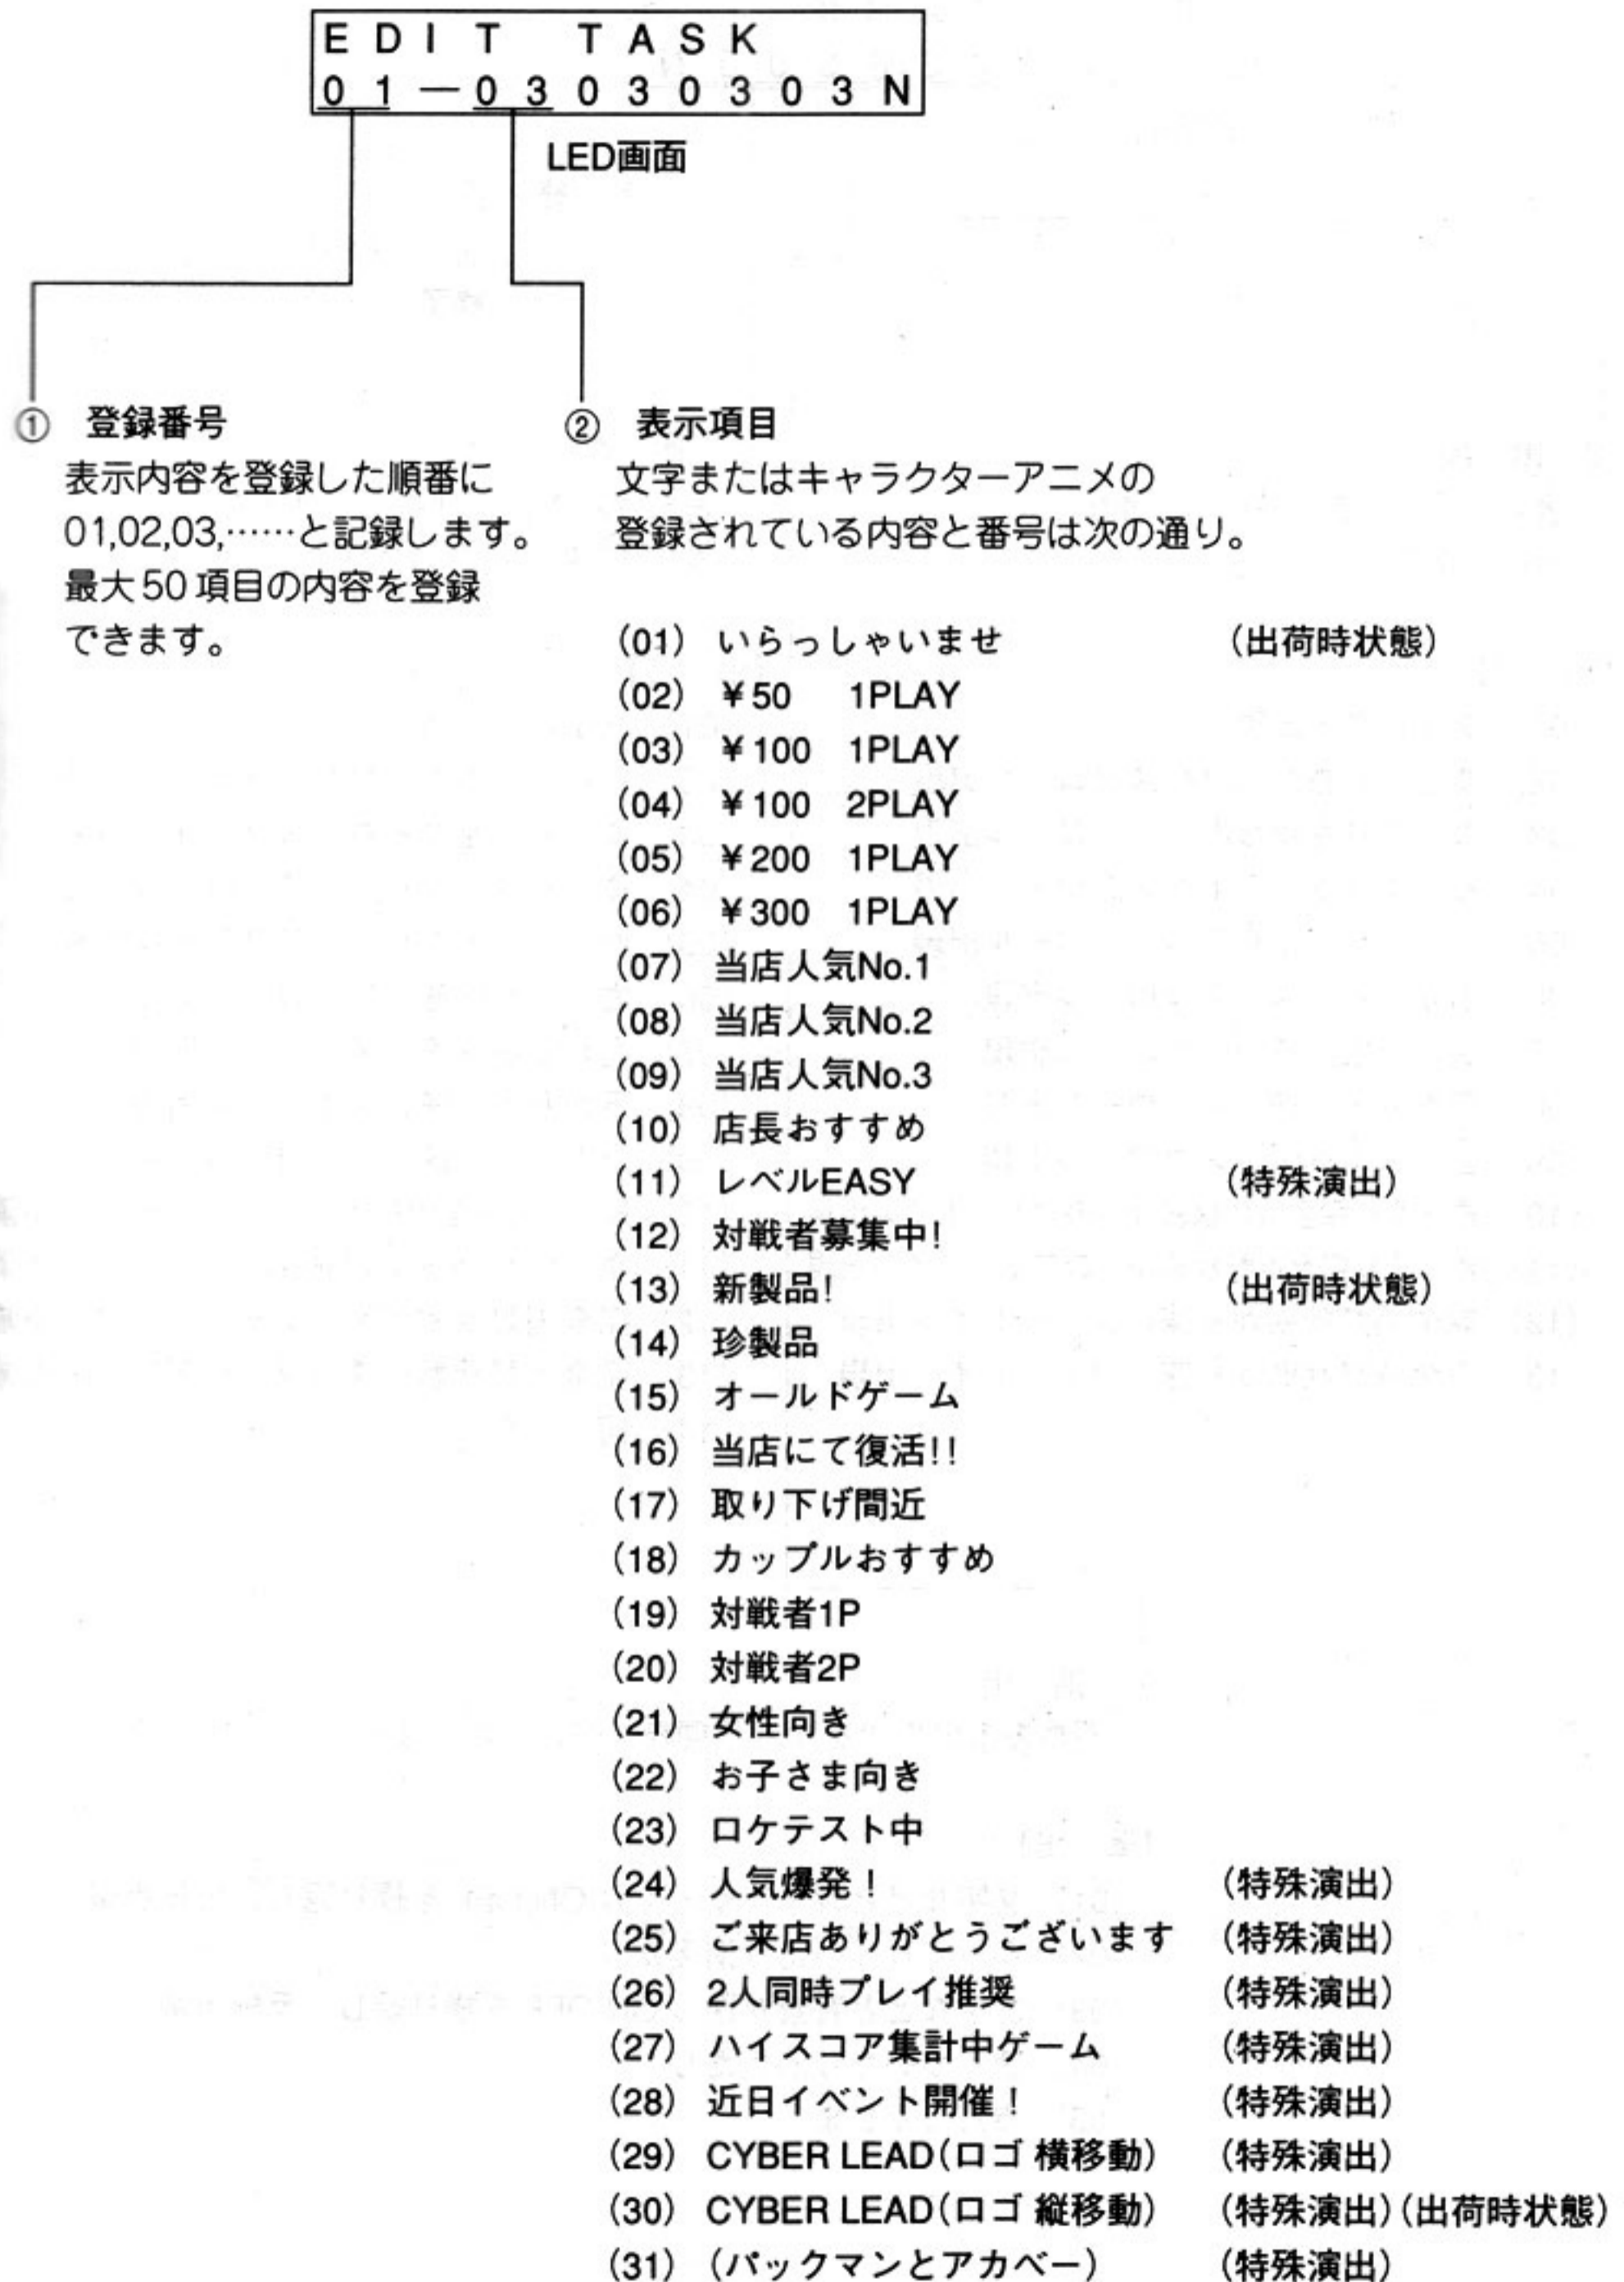 EDIT TASK
01—03030303N
LED画面
① 登録番号
表示内容を登録した順番に
01,02,03,……と記録します。
最大50項目の内容を登録
できます。
② 表示項目
文字またはキャラクターアニメの
登録されている内容と番号は次の通り。
(01) いらっしゃいませ (出荷時状態)
(02) ¥50 1PLAY
(03) ¥100 1PLAY
(04) ¥100 2PLAY
(05) ¥200 1PLAY
(06) ¥300 1PLAY
(07) 当店人気No.1
(08) 当店人気No.2
(09) 当店人気No.3
(10) 店長おすすめ
(11) レベルEASY (特殊演出)
(12) 対戦者募集中!
(13) 新製品! (出荷時状態)
(14) 珍製品
(15) オールドゲーム
(16) 当店にて復活!!
(17) 取り下げ間近
(18) カップルおすすめ
(19) 対戦者1P
(20) 対戦者2P
(21) 女性向き
(22) お子さま向き
(23) ロケテスト中
(24) 人気爆発! (特殊演出)
(25) ご来店ありがとうございます (特殊演出)
(26) 2人同時プレイ推奨 (特殊演出)
(27) ハイスコア集計中ゲーム (特殊演出)
(28) 近日イベント開催! (特殊演出)
(29) CYBER LEAD(ロゴ 横移動) (特殊演出)
(30) CYBER LEAD(ロゴ 縦移動) (特殊演出)(出荷時状態)
(31) (パックマンとアカベー) (特殊演出)